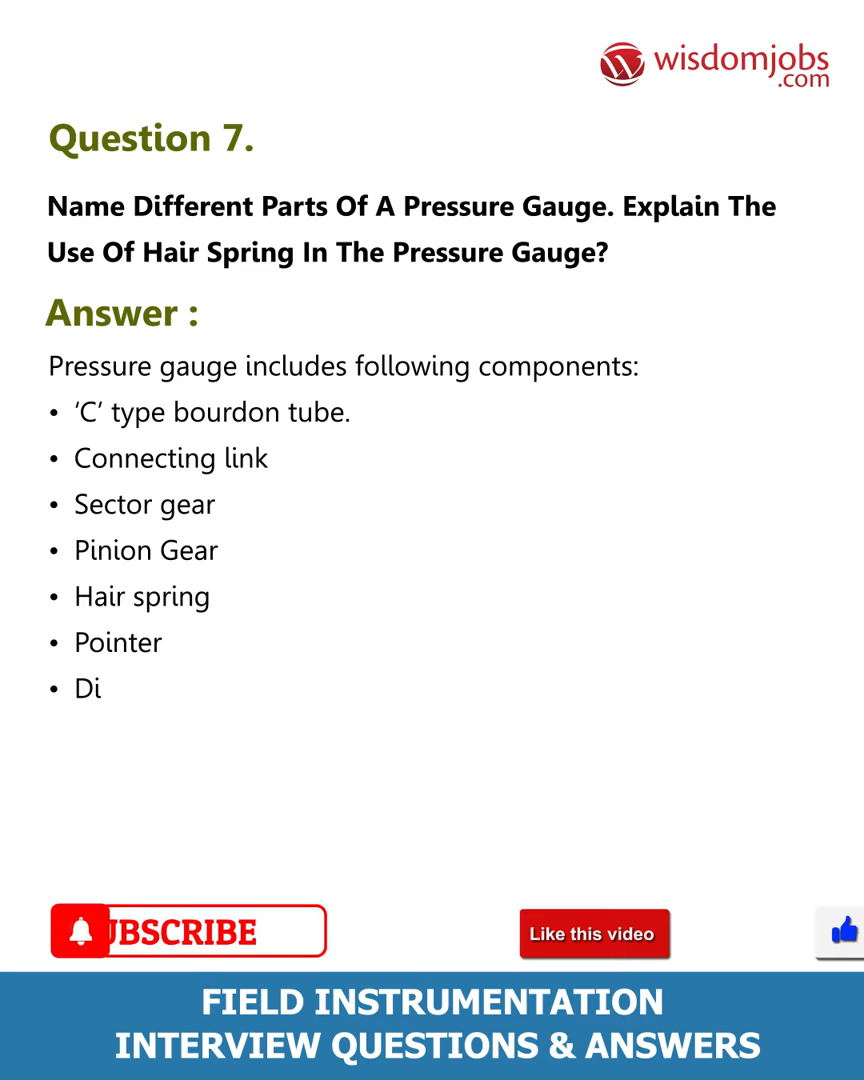 wisdomjobs
.com
Question 7.
Name Different Parts Of A Pressure Gauge. Explain The
Use Of Hair Spring In The Pressure Gauge?
Answer :
Pressure gauge includes following components:
• ‘C’ type bourdon tube.
• Connecting link
• Sector gear
• Pinion Gear
• Hair spring
• Pointer
• Di
UBSCRIBE
Like this video
FIELD INSTRUMENTATION
INTERVIEW QUESTIONS & ANSWERS